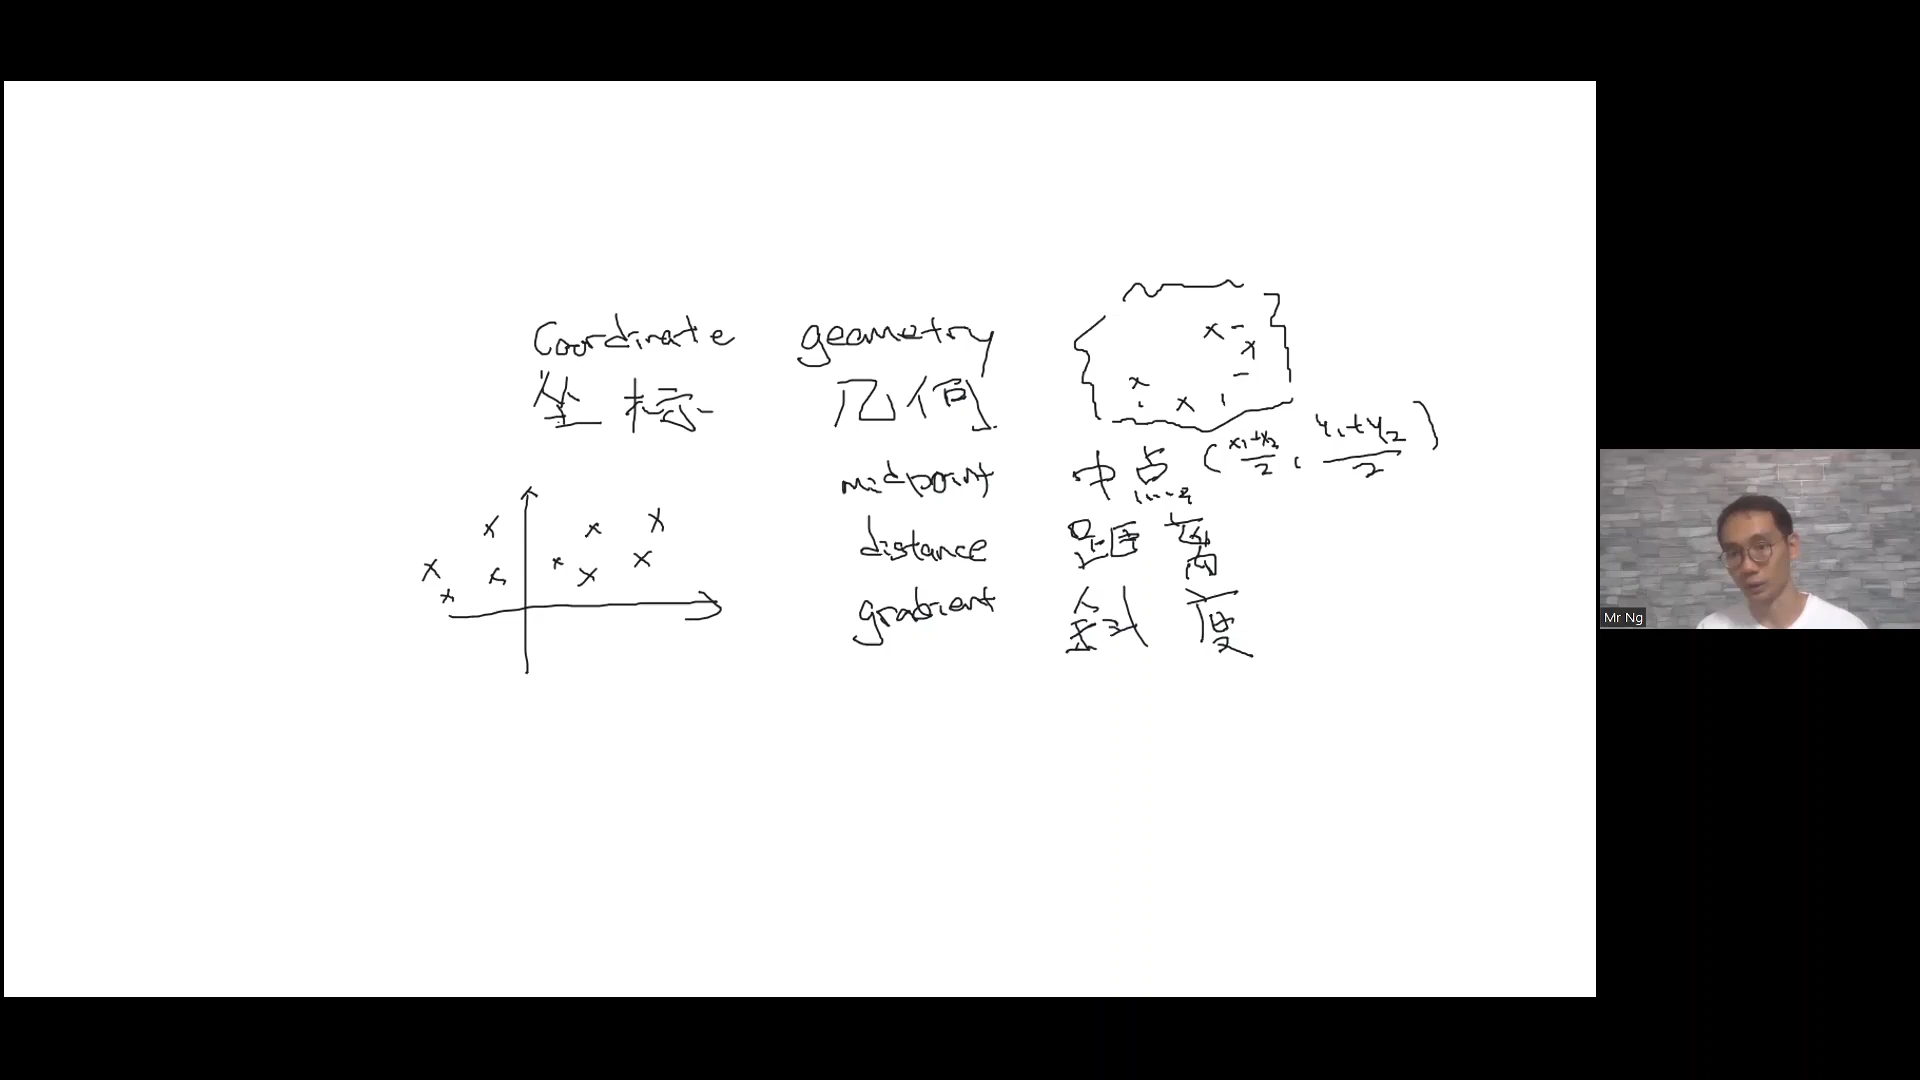 Coordinate geometry
坐标 几何
midpoint 中点 (x₁+x₂/2, y₁+y₂/2)
distance 距离
gradient 斜度
Mr Ng